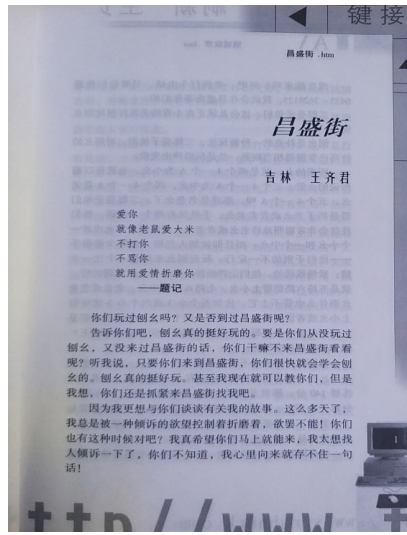 键接
昌盛街 .htm
昌盛街
吉林 王齐君
爱你
就像老鼠爱大米
不打你
不骂你
就用爱情折磨你
——题记
你们玩过刨幺吗？又是否到过昌盛街呢？
告诉你们吧，刨幺真的挺好玩的。要是你们从没玩过
刨幺，又没来过昌盛街的话，你们干嘛不来昌盛街看看
呢？听我说，只要你们来到昌盛街，你们很快就会学会刨
幺的。刨幺真的挺好玩。甚至我现在就可以教你们，但是
我想，你们还是抓紧来昌盛街找我吧。
因为我更想与你们谈谈有关我的故事。这么多天了，
我总是被一种倾诉的欲望控制着折磨着，欲罢不能！你们
也有这种时候对吧？我真希望你们马上就能来，我太想找
人倾诉一下了，你们不知道，我心里向来就存不住一句
话！
1
ttp//www